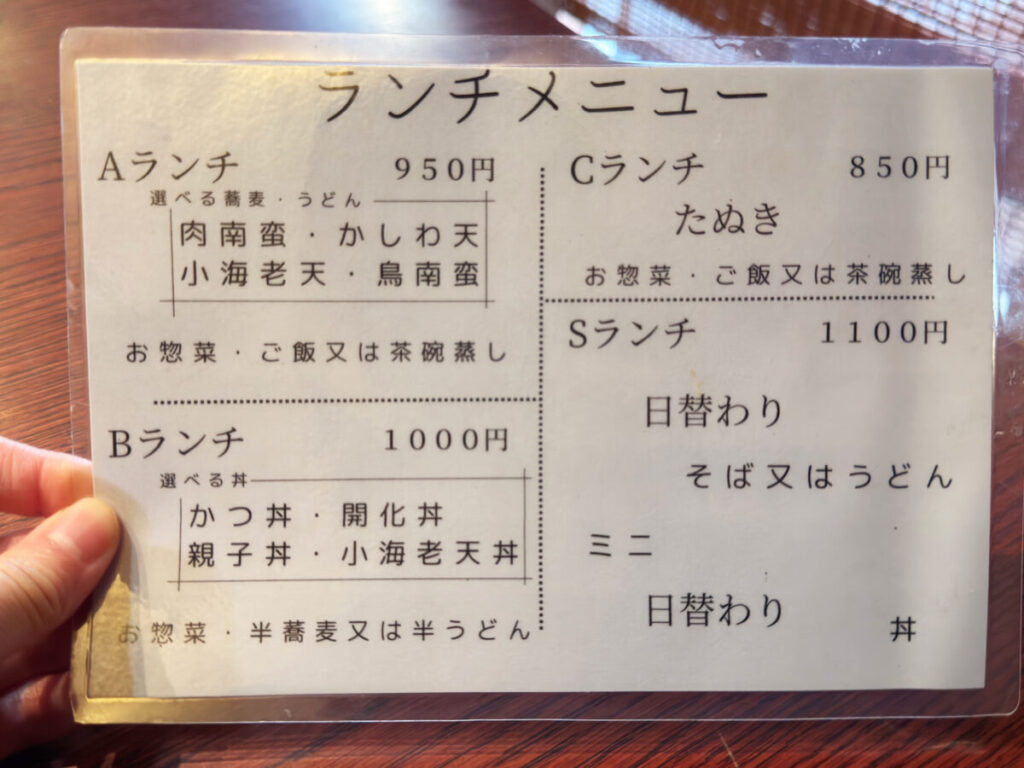 ランチメニュー
Aランチ 950円
選べる蕎麦・うどん
肉南蛮・かしわ天
小海老天・鳥南蛮
お惣菜・ご飯又は茶碗蒸し
Bランチ 1000円
選べる丼
かつ丼・開化丼
親子丼・小海老天丼
お惣菜・半蕎麦又は半うどん
Cランチ 850円
たぬき
お惣菜・ご飯又は茶碗蒸し
Sランチ 1100円
日替わり
そば又はうどん
ミニ
日替わり 丼